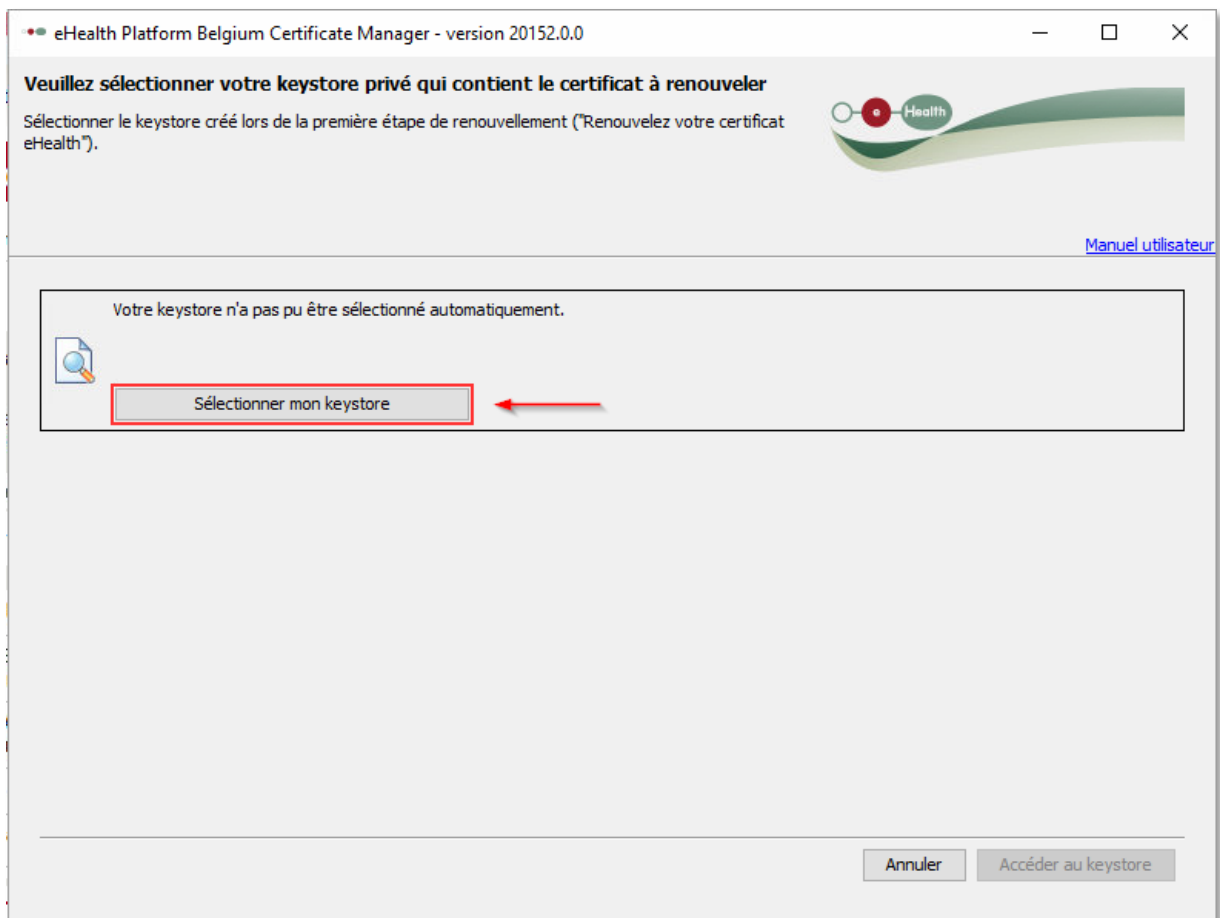 eHealth Platform Belgium Certificate Manager - version 20152.0.0
Veuillez sélectionner votre keystore privé qui contient le certificat à renouveler
Sélectionner le keystore créé lors de la première étape de renouvellement ("Renouvelez votre certificat
eHealth").
e Health
Manuel utilisateur
Votre keystore n'a pas pu être sélectionné automatiquement.
Sélectionner mon keystore
Annuler
Accéder au keystore